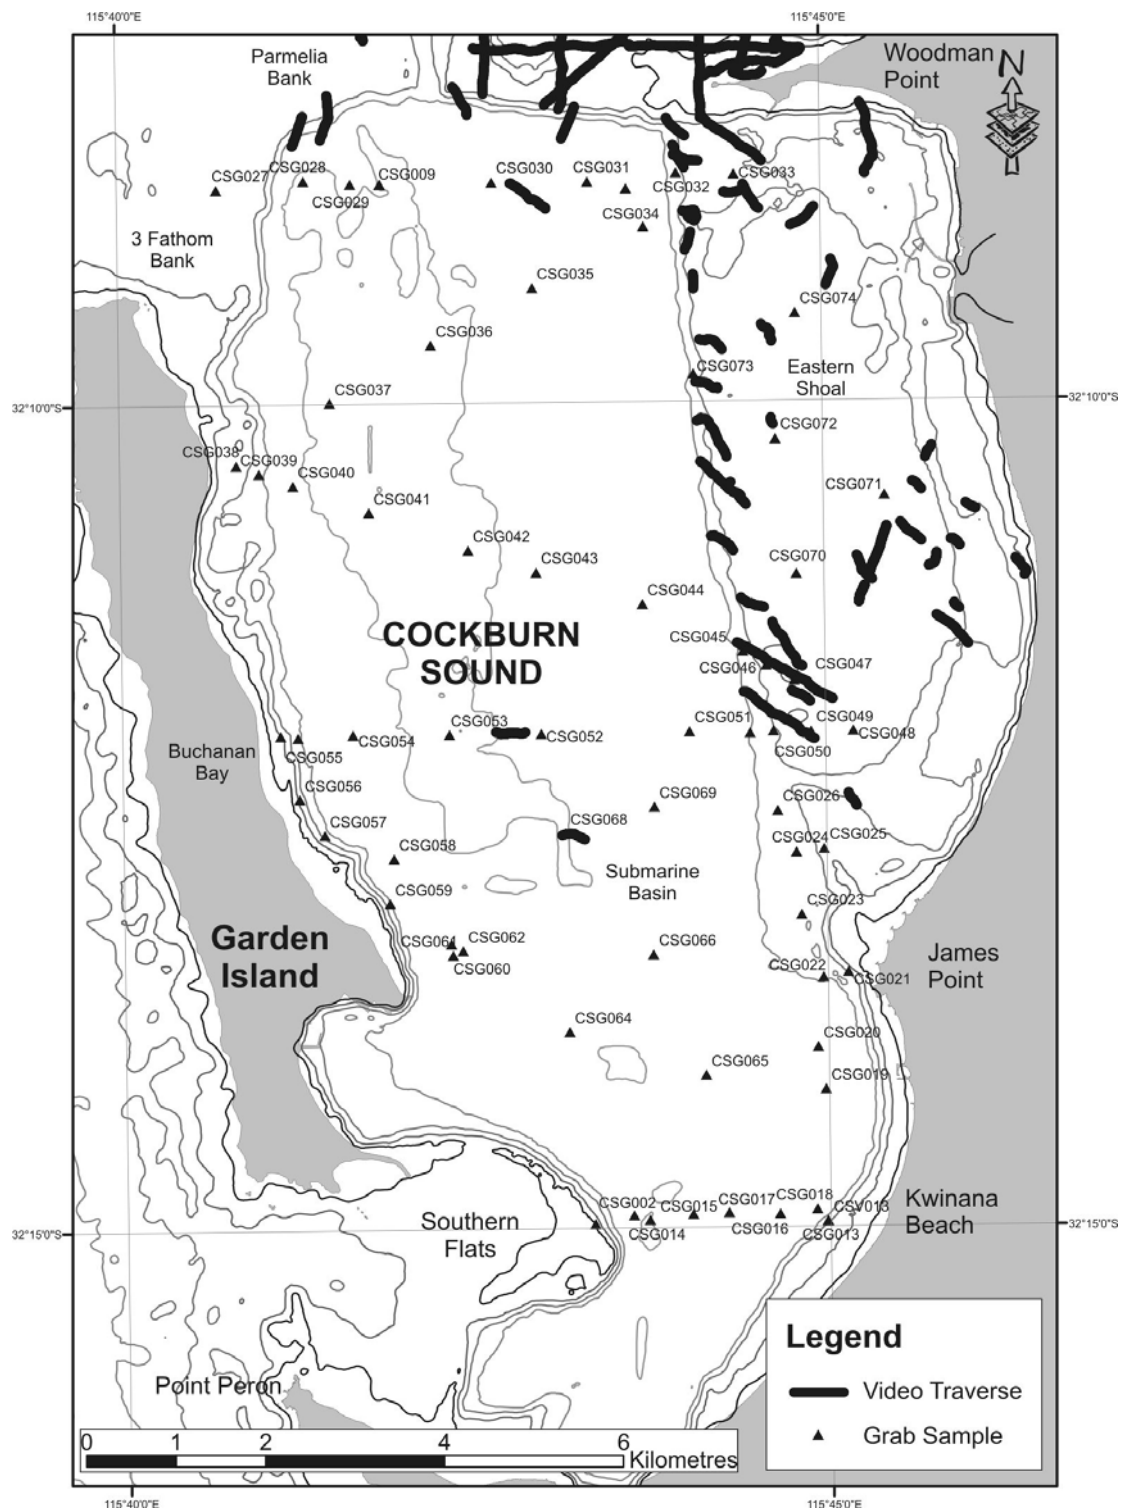 115°40'0"E
115°45'0"E
Parmelia
Bank
Woodman
Point
N
CSG027
CSG028
CSG029
CSG009
CSG030
CSG031
CSG032
CSG033
CSG034
3 Fathom
Bank
CSG035
CSG074
CSG036
CSG073
Eastern
Shoal
CSG037
32°10'0"S
32°10'0"S
CSG072
CSG038
CSG039
CSG040
CSG071
CSG041
CSG042
CSG043
CSG070
CSG044
COCKBURN
SOUND
CSG045
CSG046
CSG047
CSG053
CSG051
CSG049
CSG054
CSG052
CSG048
CSG055
CSG050
Buchanan
Bay
CSG056
CSG069
CSG026
CSG057
CSG068
CSG024
CSG025
CSG058
Submarine
Basin
CSG059
CSG023
Garden
Island
CSG061
CSG062
CSG060
CSG066
CSG022
CSG021
James
Point
CSG064
CSG020
CSG065
CSG019
CSG002
CSG015
CSG017
CSG018
CSV013
CSG014
CSG016
CSG013
Kwinana
Beach
Southern
Flats
32°15'0"S
32°15'0"S
Point Peron
Legend
Video Traverse
Grab Sample
0 1 2 4 6
Kilometres
115°40'0"E
115°45'0"E